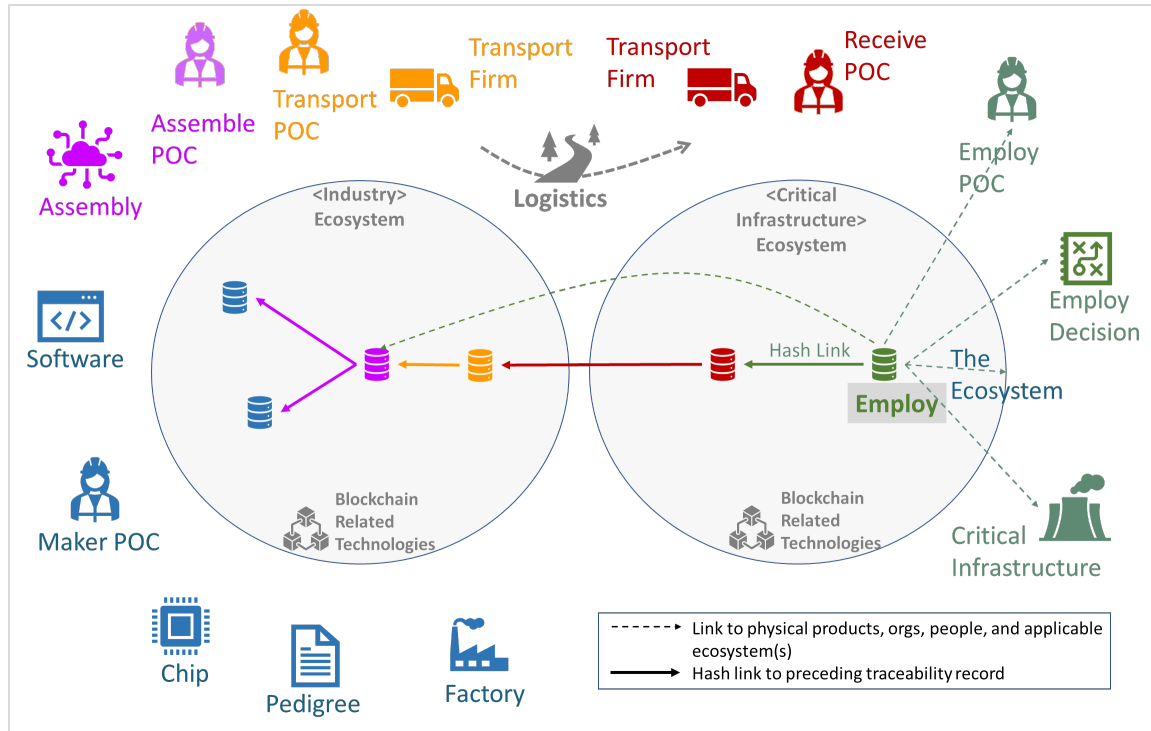 Transport
Firm
Transport
Firm
Receive
POC
Transport
POC
Assemble
POC
Employ
POC
Assembly
Logistics
<Industry>
Ecosystem
<Critical
Infrastructure>
Ecosystem
Employ
Decision
Software
</>
Hash Link
The
Ecosystem
Employ
Maker POC
Blockchain
Related
Technologies
Blockchain
Related
Technologies
Critical
Infrastructure
Chip
Pedigree
Factory
Link to physical products, orgs, people, and applicable
ecosystem(s)
Hash link to preceding traceability record